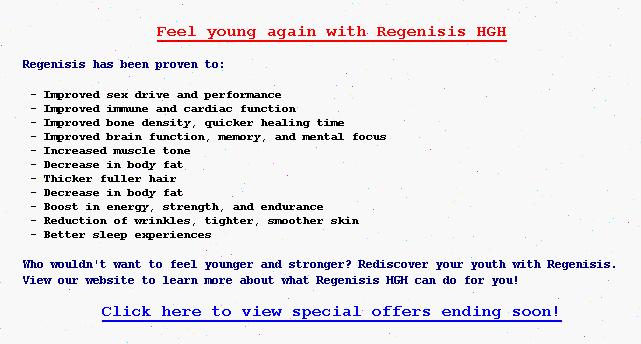 Feel young again with Regenisis HGH
Regenisis has been proven to:
- Improved sex drive and performance
- Improved immune and cardiac function
- Improved bone density, quicker healing time
- Improved brain function, memory, and mental focus
- Increased muscle tone
- Decrease in body fat
- Thicker fuller hair
- Decrease in body fat
- Boost in energy, strength, and endurance
- Reduction of wrinkles, tighter, smoother skin
- Better sleep experiences
Who wouldn't want to feel younger and stronger? Rediscover your youth with Regenisis.
View our website to learn more about what Regenisis HGH can do for you!
Click here to view special offers ending soon!